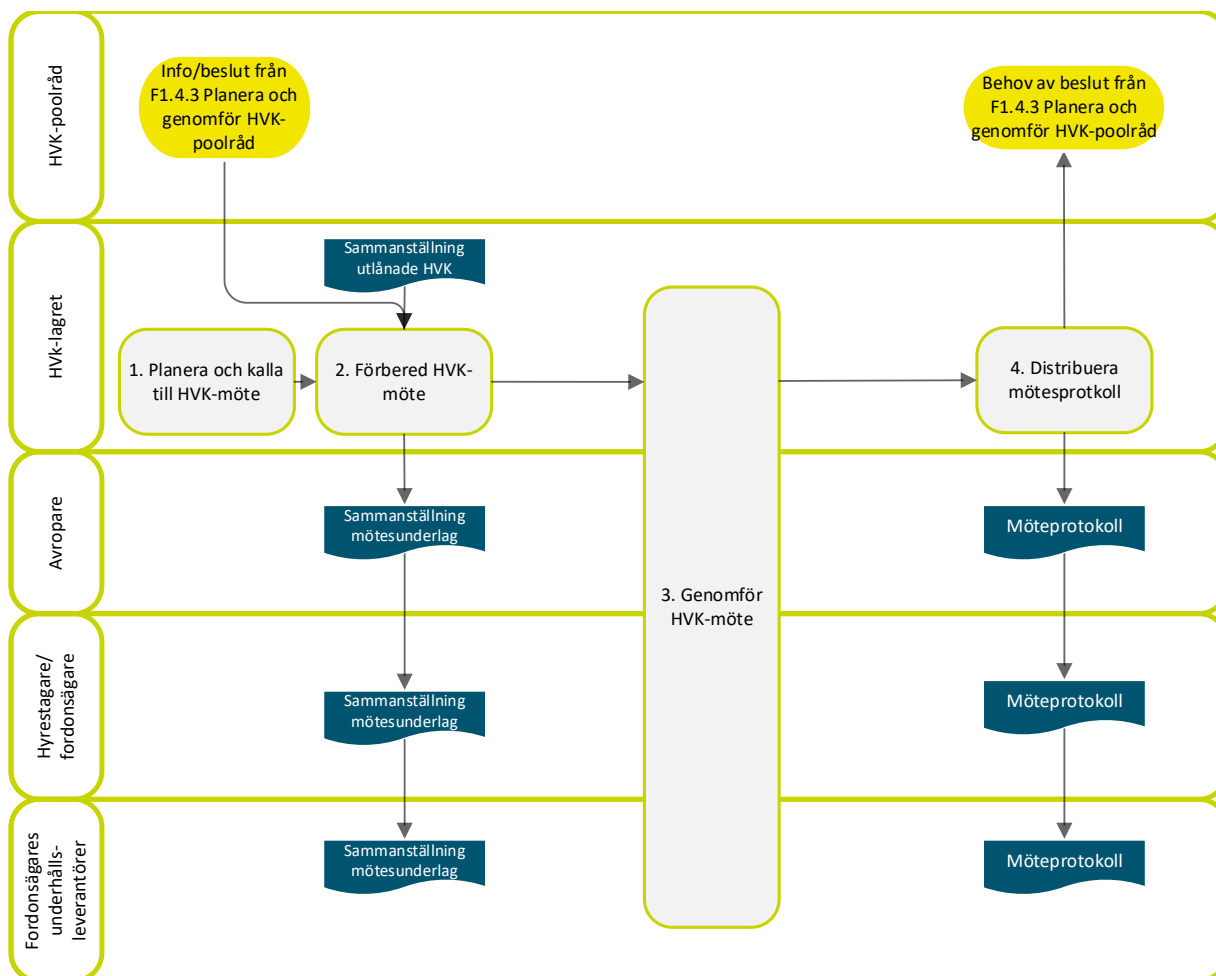 HVK-poolråd
Info/beslut från
F1.4.3 Planera och
genomför HVK-
poolråd
Behov av beslut från
F1.4.3 Planera och
genomför HVK-poolråd
HVk-lagret
Sammanställning
utlånade HVK
1. Planera och kalla
till HVK-möte
2. Förbered HVK-
möte
4. Distribuera
mötesprotkoll
Avropare
Sammanställning
mötesunderlag
Möteprotokoll
3. Genomför
HVK-möte
Hyrestagare/
fordonsägare
Sammanställning
mötesunderlag
Möteprotokoll
Fordonsägares
underhålls-
leverantörer
Sammanställning
mötesunderlag
Möteprotokoll